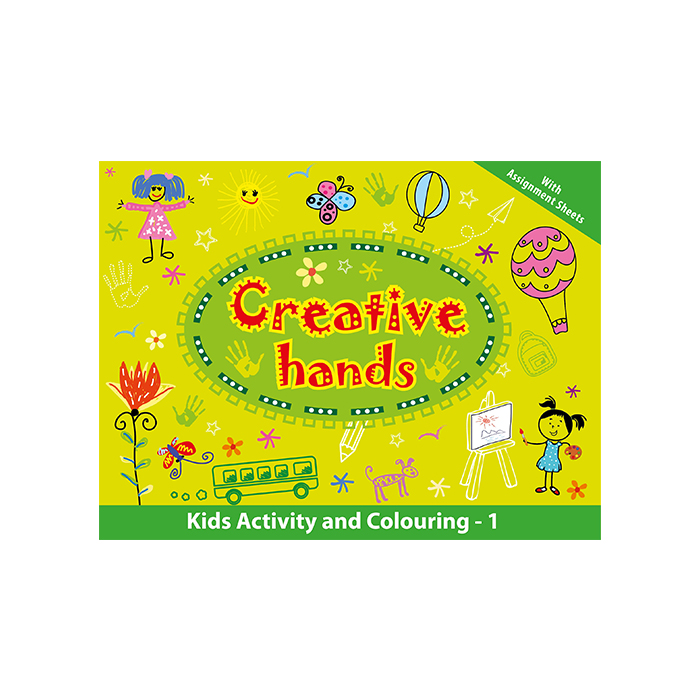 With
Assignment Sheets
Creative
hands
Kids Activity and Colouring - 1